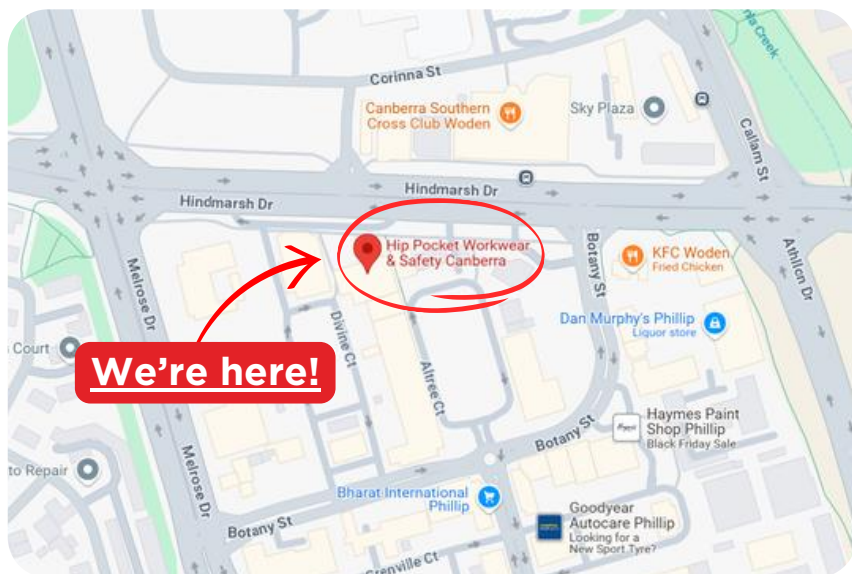 Corinna St
Canberra Southern
Cross Club Woden
Sky Plaza
Creek
Callam St
Hindmarsh Dr
Hindmarsh Dr
Hip Pocket Workwear
& Safety Canberra
Botany St
KFC Woden
Fried Chicken
Athllon Dr
Melrose Dr
Divine Ct
Altree Ct
Dan Murphy's Phillip
Liquor store
Court
We're here!
Haymes Paint
Shop Phillip
Black Friday Sale
Botany St
to Repair
Melrose Dr
Bharat International
Phillip
Goodyear
Autocare Phillip
Looking for a
New Sport Tyre?
Botany St
Grenville Ct